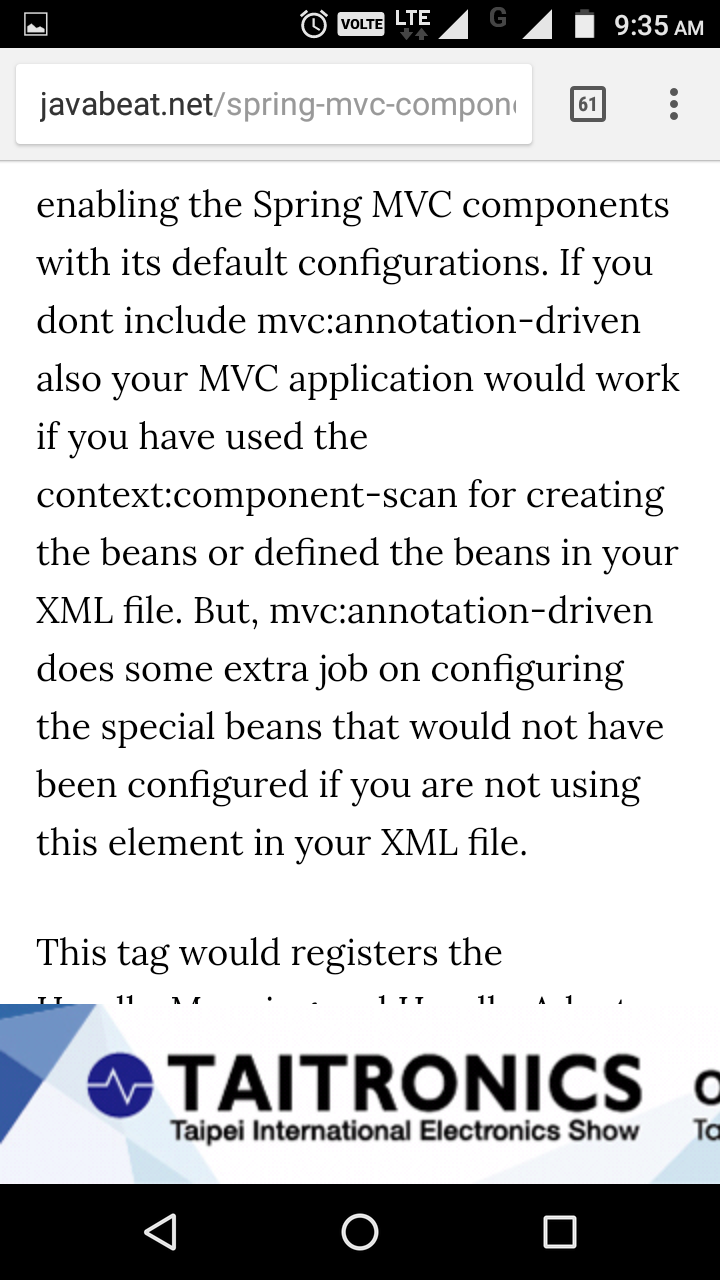 VOLTE LTE G 9:35 AM
javabeat.net/spring-mvc-compon
61
enabling the Spring MVC components
with its default configurations. If you
dont include mvc:annotation-driven
also your MVC application would work
if you have used the
context:component-scan for creating
the beans or defined the beans in your
XML file. But, mvc:annotation-driven
does some extra job on configuring
the special beans that would not have
been configured if you are not using
this element in your XML file.
This tag would registers the
TAITRONICS
Taipei International Electronics Show